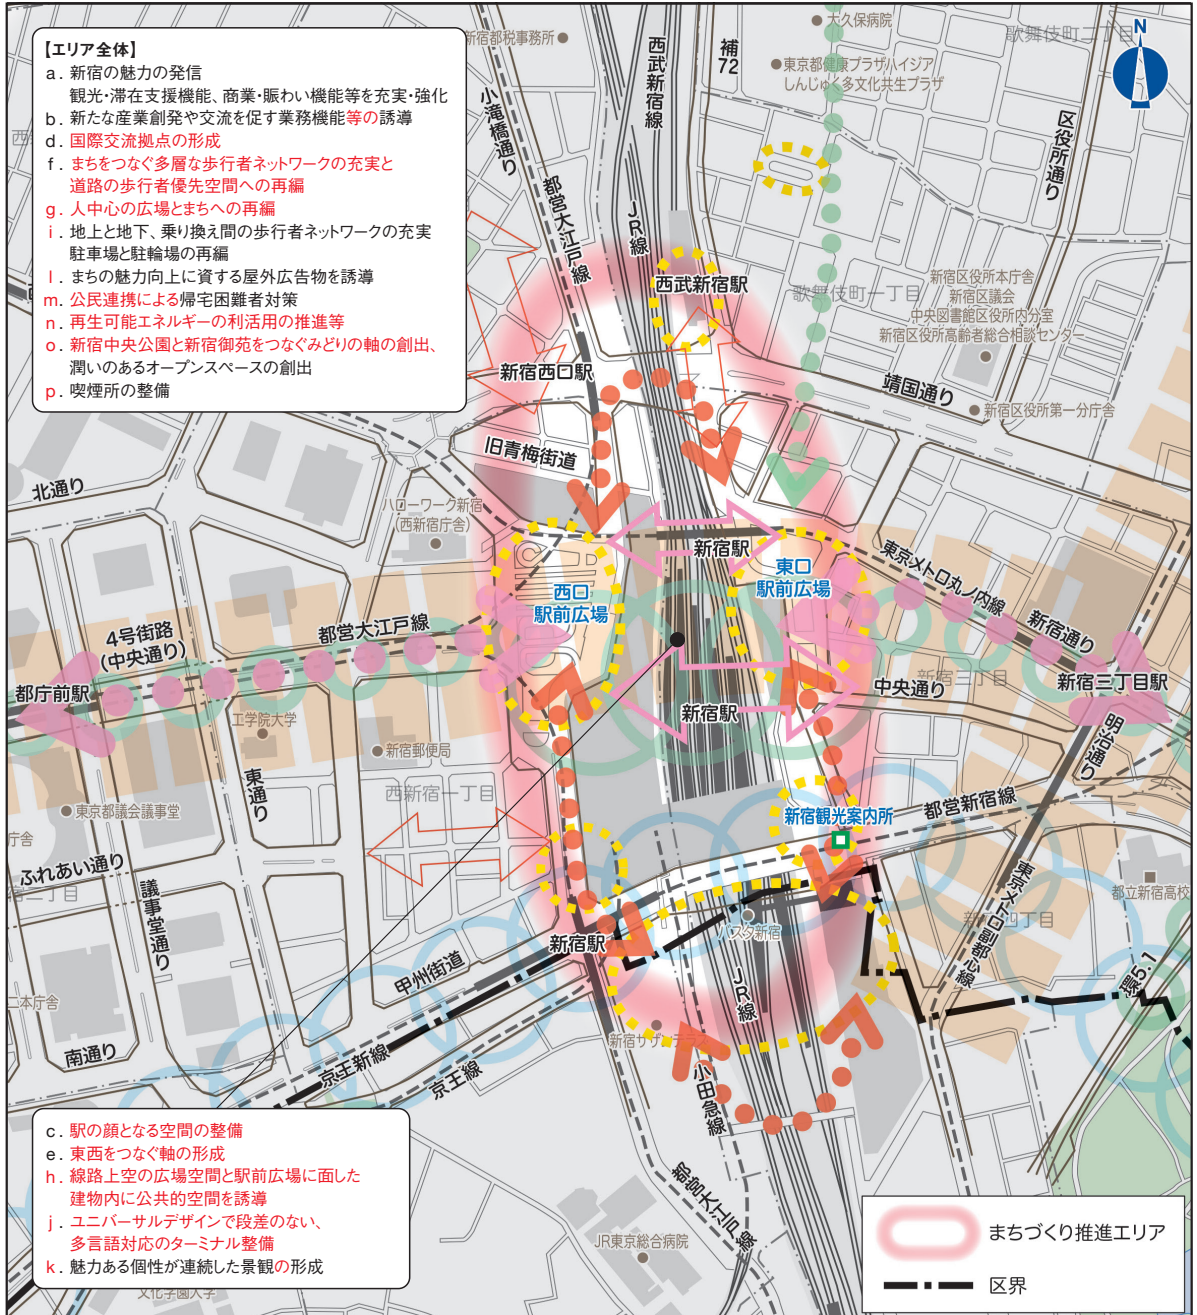 【エリア全体】
a. 新宿の魅力の発信
観光・滞在支援機能、商業・賑わい機能等を充実・強化
b. 新たな産業創発や交流を促す業務機能等の誘導
d. 国際交流拠点の形成
f. まちをつなぐ多層な歩行者ネットワークの充実と
道路の歩行者優先空間への再編
g. 人中心の広場とまちへの再編
i. 地上と地下、乗り換え間の歩行者ネットワークの充実
駐車場と駐輪場の再編
l. まちの魅力向上に資する屋外広告物を誘導
m. 公民連携による帰宅困難者対策
n. 再生可能エネルギーの利活用の推進等
o. 新宿中央公園と新宿御苑をつなぐみどりの軸の創出、
潤いのあるオープンスペースの創出
p. 喫煙所の整備
新宿都税事務所
小滝橋通り
都営大江戸線
西武新宿線
JR線
補72
大久保病院
歌舞伎町二丁目
東京都健康プラザハイジア
しんじゅく多文化共生プラザ
N
区役所通り
西武新宿駅
歌舞伎町一丁目
新宿区役所本庁舎
新宿区議会
中央図書館区役所内分室
新宿区役所高齢者総合相談センター
新宿西口駅
靖国通り
新宿区役所第一分庁舎
旧青梅街道
北通り
ハローワーク新宿
(西新宿庁舎)
新宿駅
西口
駅前広場
東口
駅前広場
東京メトロ丸ノ内線
新宿通り
4号街路
(中央通り)
都営大江戸線
都庁前駅
工学院大学
新宿郵便局
新宿駅
中央通り
新宿三丁目
新宿三丁目駅
明治通り
東通り
西新宿一丁目
東京都議会議事堂
庁舎
ふれあい通り
議事堂通り
新宿観光案内所
都営新宿線
東京メトロ副都心線
都立新宿高校
バスタ新宿
新宿駅
甲州街道
二本庁舎
南通り
京王新線
京王線
新宿サザンテラス
JR線
小田急線
環5.1
都営大江戸線
JR東京総合病院
文化学園大学
c. 駅の顔となる空間の整備
e. 東西をつなぐ軸の形成
h. 線路上空の広場空間と駅前広場に面した
建物内に公共的空間を誘導
j. ユニバーサルデザインで段差のない、
多言語対応のターミナル整備
k. 魅力ある個性が連続した景観の形成
まちづくり推進エリア
区界